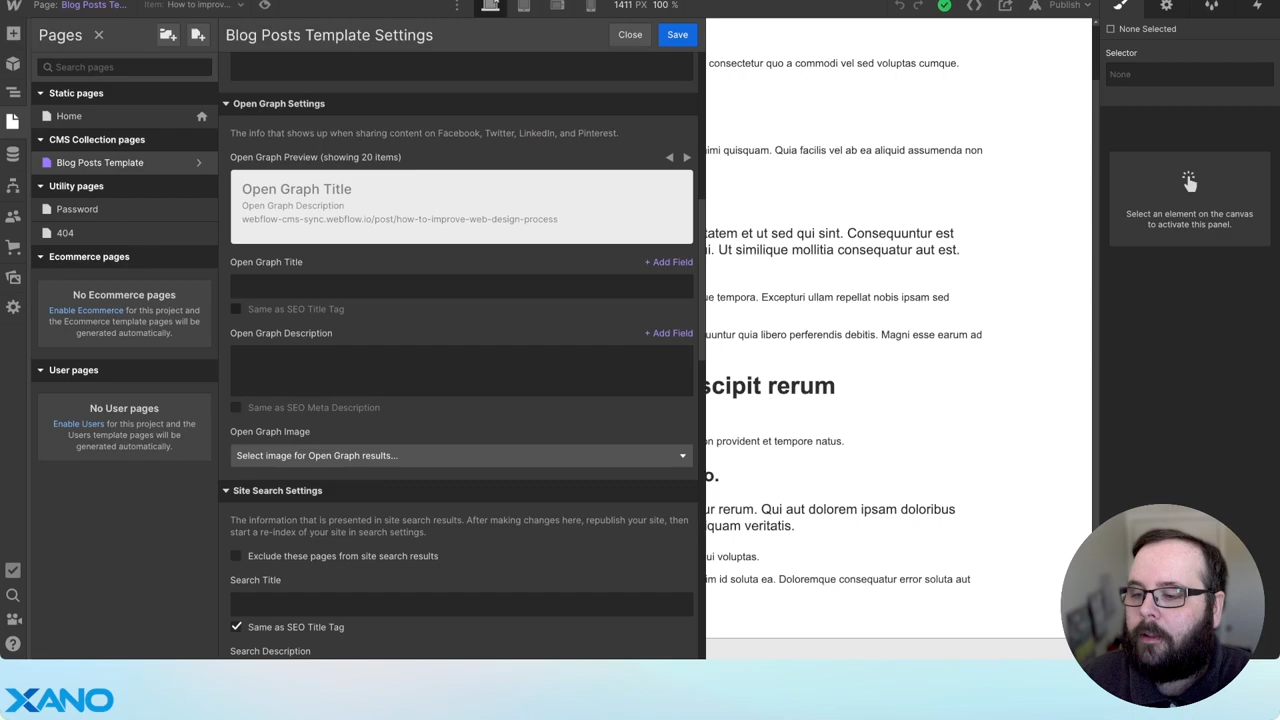 Page: Blog Posts Tem...
Item: How to improv...
1411 PX
100 %
Publish
Pages
Search pages
Static pages
Home
CMS Collection pages
Blog Posts Template
Utility pages
Password
404
Ecommerce pages
No Ecommerce pages
Enable Ecommerce for this project and
the Ecommerce template pages will be
generated automatically.
User pages
No User pages
Enable Users for this project and the
Users template pages will be
generated automatically.
Blog Posts Template Settings
Close
Save
Open Graph Settings
The info that shows up when sharing content on Facebook, Twitter, LinkedIn, and Pinterest.
Open Graph Preview (showing 20 items)
Open Graph Title
Open Graph Description
webflow-cms-sync.webflow.io/post/how-to-improve-web-design-process
Open Graph Title
+ Add Field
Same as SEO Title Tag
Open Graph Description
+ Add Field
Same as SEO Meta Description
Open Graph Image
Select image for Open Graph results...
Site Search Settings
The information that is presented in site search results. After making changes here, republish your site, then
start a re-index of your site in search settings.
Exclude these pages from site search results
Search Title
Same as SEO Title Tag
Search Description
consectetur quo a commodi vel sed voluptas cumque.
imi quisquam. Quia facilis vel ab ea aliquid assumenda non
tatem et ut sed qui sint. Consequuntur est
ui. Ut similique mollitia consequatur aut est.
ue tempora. Excepturi ullam repellat nobis ipsam sed
quuntur quia libero perferendis debitis. Magni esse earum ad
scipit rerum
on provident et tempore natus.
o.
ur rerum. Qui aut dolorem ipsam doloribus
quam veritatis.
ui voluptas.
im id soluta ea. Doloremque consequatur error soluta aut
None Selected
Selector
None
Select an element on the canvas
to activate this panel.
XANO